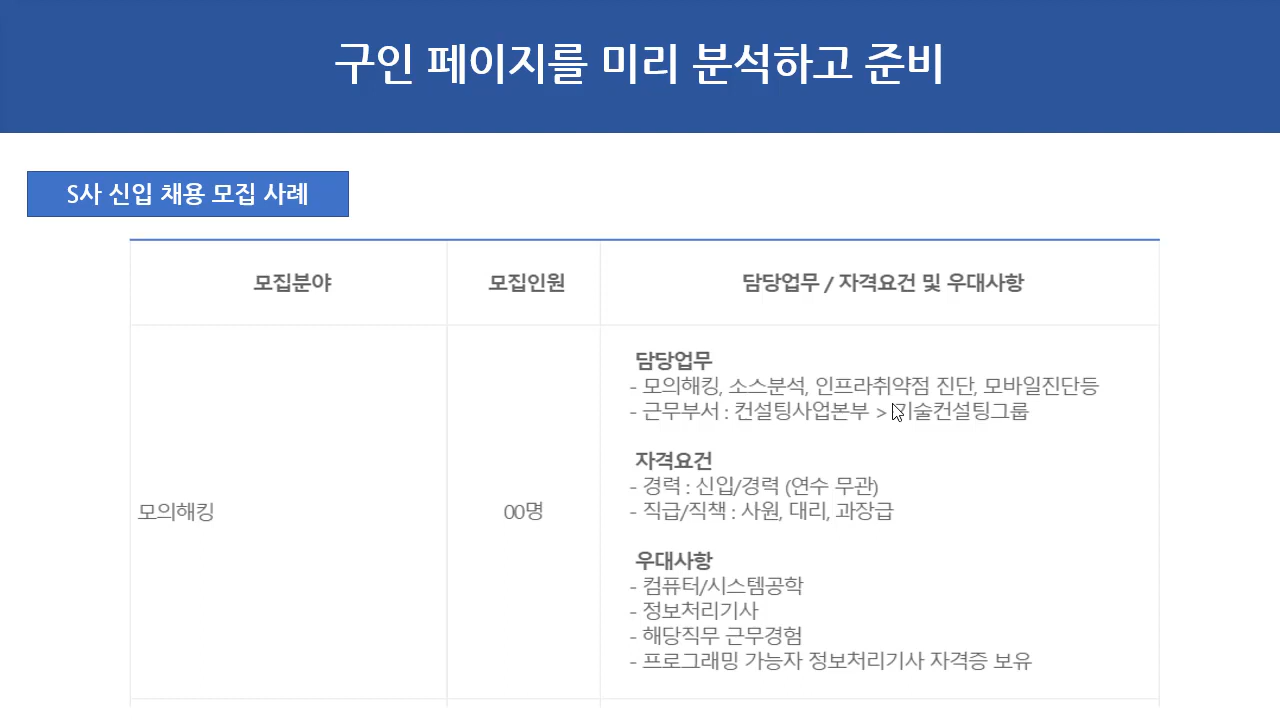 구인 페이지를 미리 분석하고 준비
S사 신입 채용 모집 사례
모집분야
모집인원
담당업무 / 자격요건 및 우대사항
모의해킹
00명
담당업무
- 모의해킹, 소스분석, 인프라취약점 진단, 모바일진단등
- 근무부서 : 컨설팅사업본부 > 기술컨설팅그룹
자격요건
- 경력 : 신입/경력 (연수 무관)
- 직급/직책 : 사원, 대리, 과장급
우대사항
- 컴퓨터/시스템공학
- 정보처리기사
- 해당직무 근무경험
- 프로그래밍 가능자 정보처리기사 자격증 보유